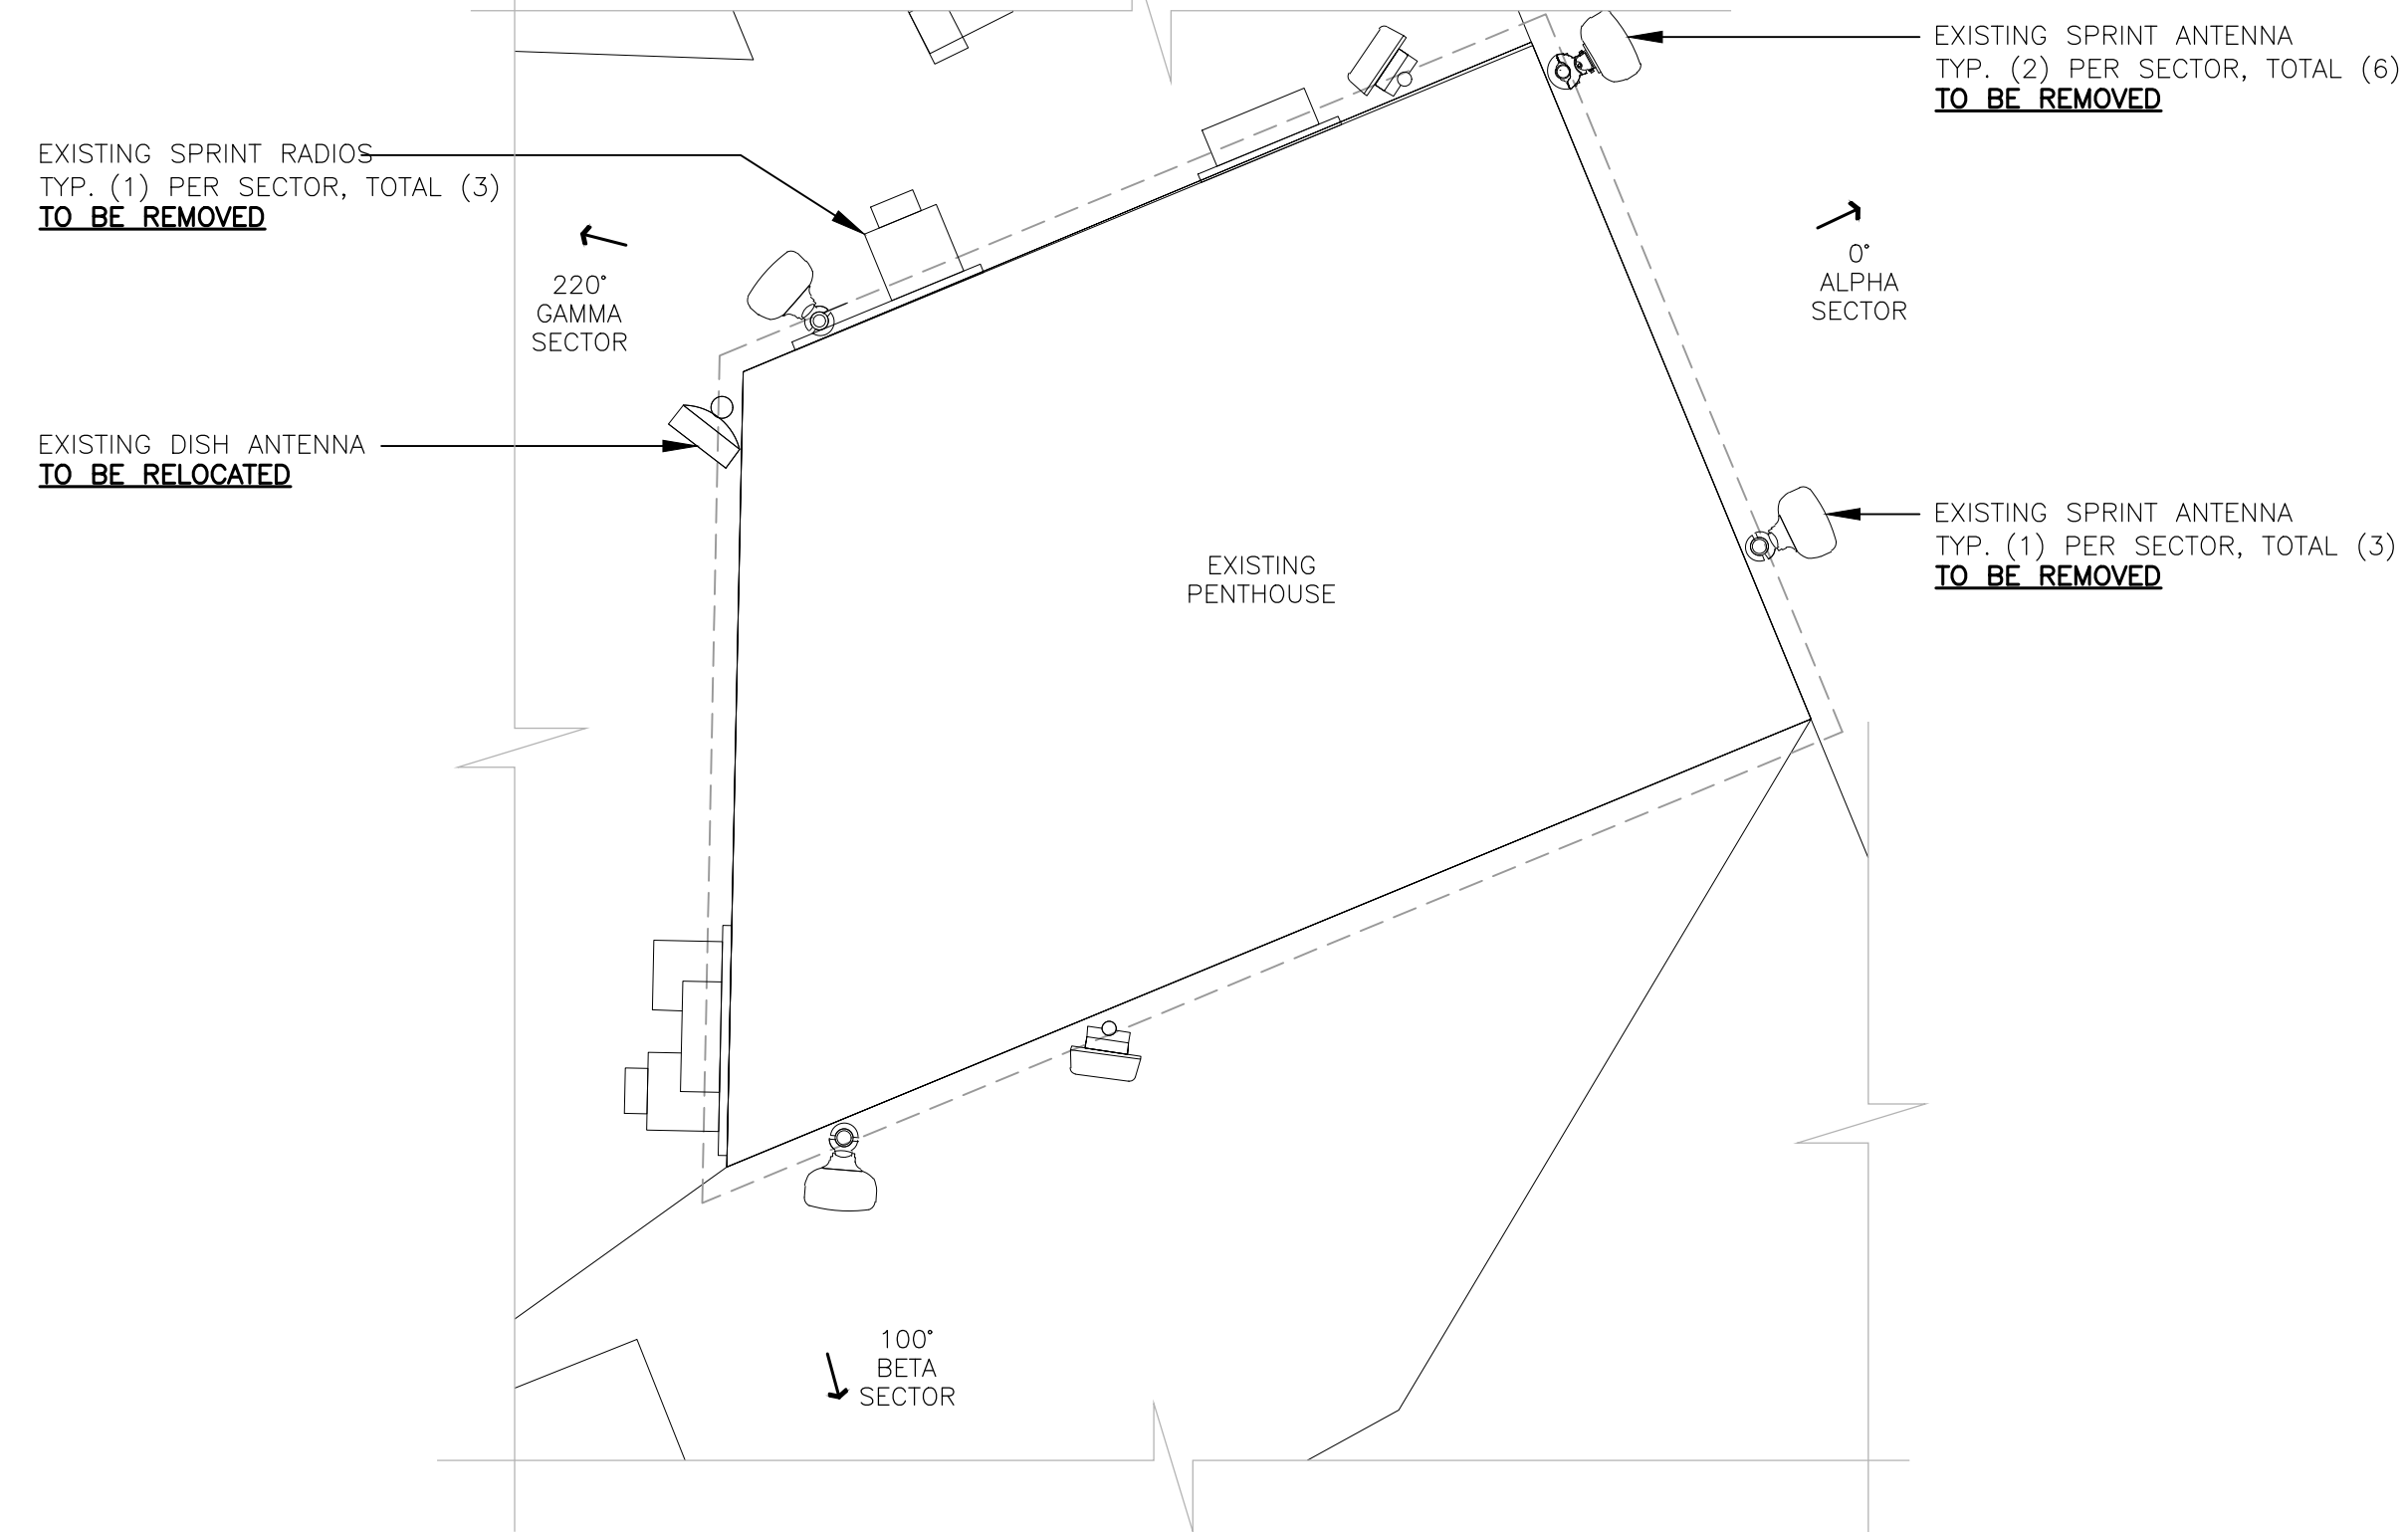 EXISTING SPRINT ANTENNA
TYP. (2) PER SECTOR, TOTAL (6)
TO BE REMOVED
EXISTING SPRINT RADIOS
TYP. (1) PER SECTOR, TOTAL (3)
TO BE REMOVED
220°
GAMMA
SECTOR
0°
ALPHA
SECTOR
EXISTING DISH ANTENNA
TO BE RELOCATED
EXISTING SPRINT ANTENNA
TYP. (1) PER SECTOR, TOTAL (3)
TO BE REMOVED
EXISTING
PENTHOUSE
100°
BETA
SECTOR